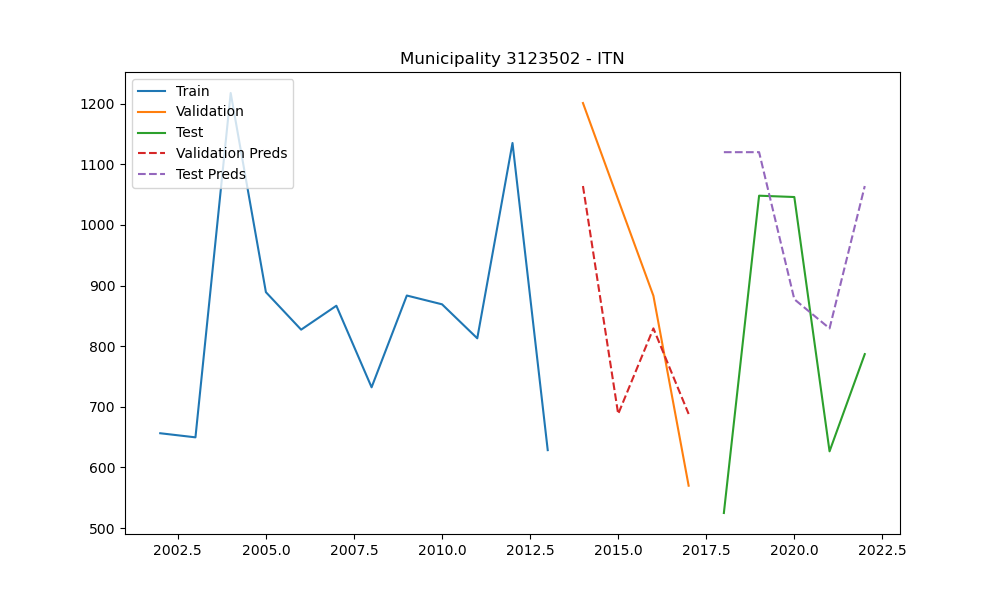 Municipality 3123502 - ITN
Train
Validation
Test
Validation Preds
Test Preds
1200
1100
1000
900
800
700
600
500
2002.5 2005.0 2007.5 2010.0 2012.5 2015.0 2017.5 2020.0 2022.5